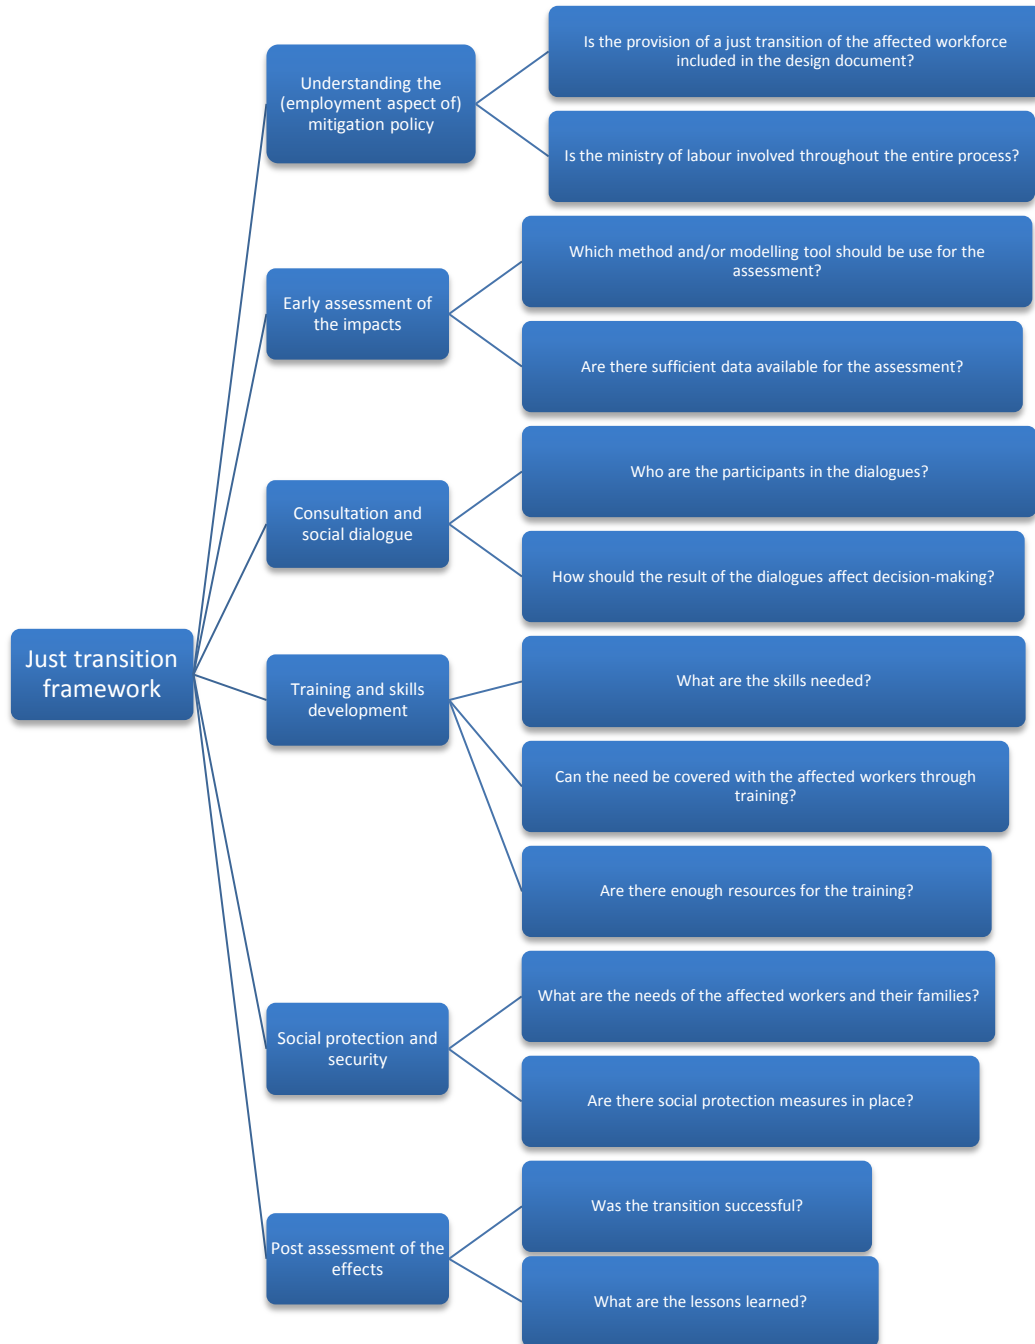 Just transition
framework
Understanding the
(employment aspect of)
mitigation policy
Is the provision of a just transition of the affected workforce
included in the design document?
Is the ministry of labour involved throughout the entire process?
Early assessment of
the impacts
Which method and/or modelling tool should be use for the
assessment?
Are there sufficient data available for the assessment?
Consultation and
social dialogue
Who are the participants in the dialogues?
How should the result of the dialogues affect decision-making?
Training and skills
development
What are the skills needed?
Can the need be covered with the affected workers through
training?
Are there enough resources for the training?
Social protection and
security
What are the needs of the affected workers and their families?
Are there social protection measures in place?
Post assessment of the
effects
Was the transition successful?
What are the lessons learned?